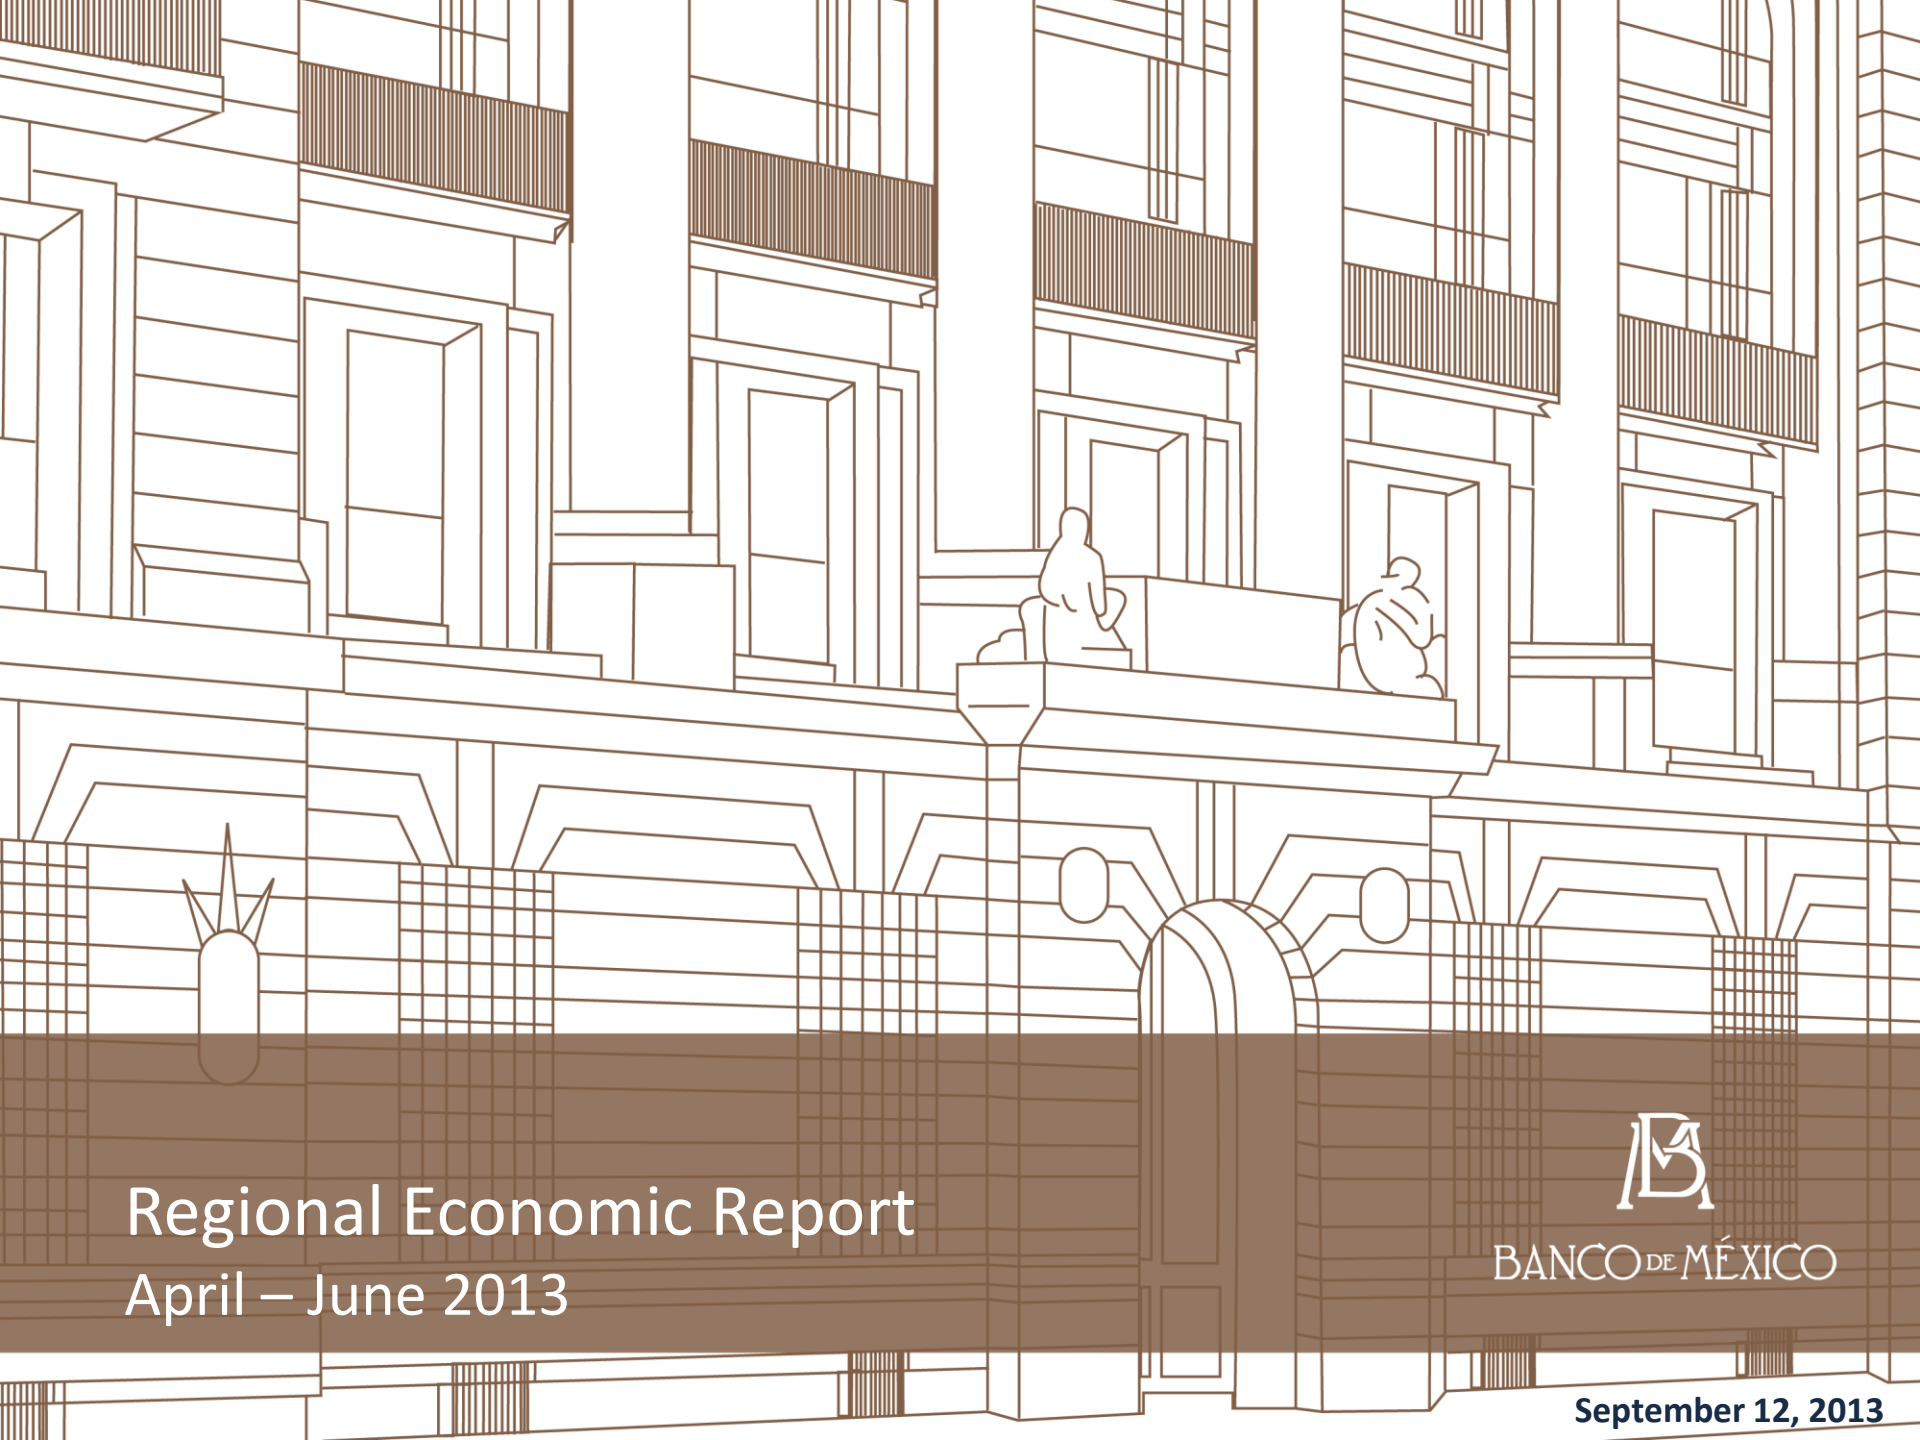 Regional Economic Report
April – June 2013
BANCO DE MÉXICO
September 12, 2013